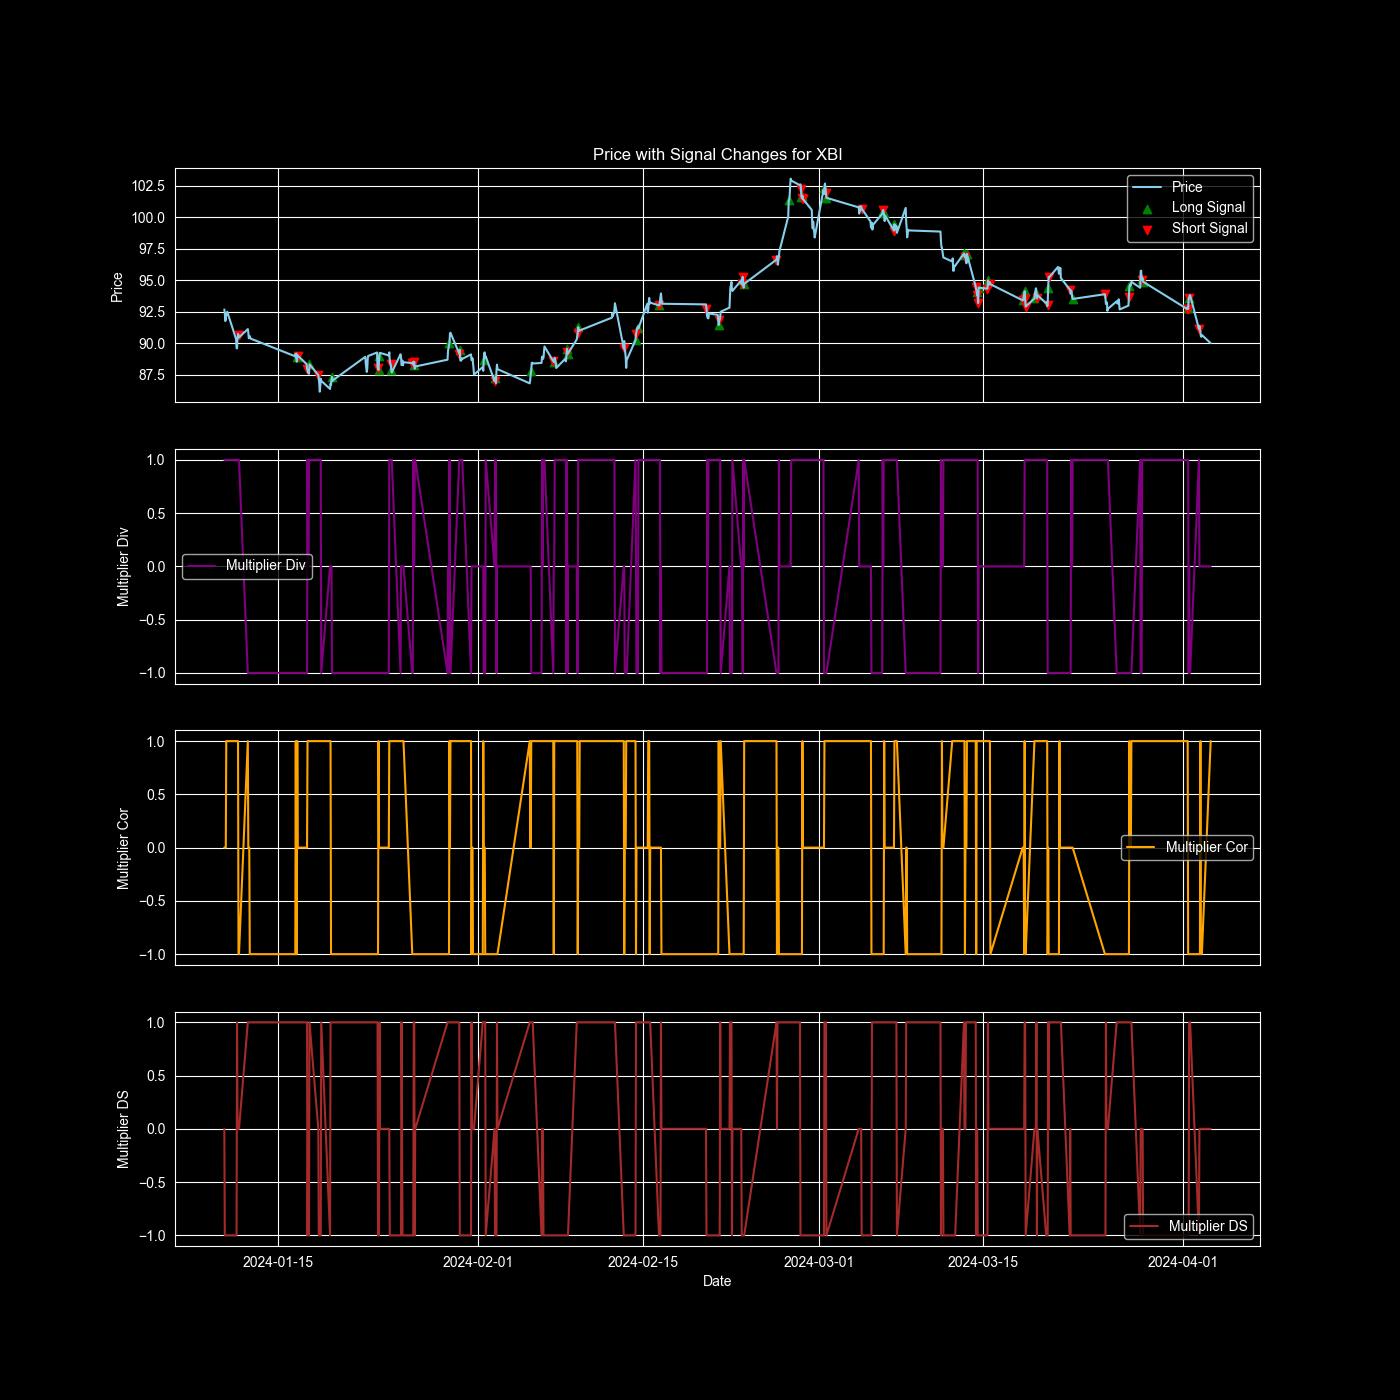 Price with Signal Changes for XBI
102.5
100.0
97.5
95.0
92.5
90.0
87.5
Price
Price
Long Signal
Short Signal
1.0
0.5
0.0
−0.5
−1.0
Multiplier Div
Multiplier Div
1.0
0.5
0.0
−0.5
−1.0
Multiplier Cor
Multiplier Cor
1.0
0.5
0.0
−0.5
−1.0
Multiplier DS
Multiplier DS
2024-01-15
2024-02-01
2024-02-15
2024-03-01
2024-03-15
2024-04-01
Date